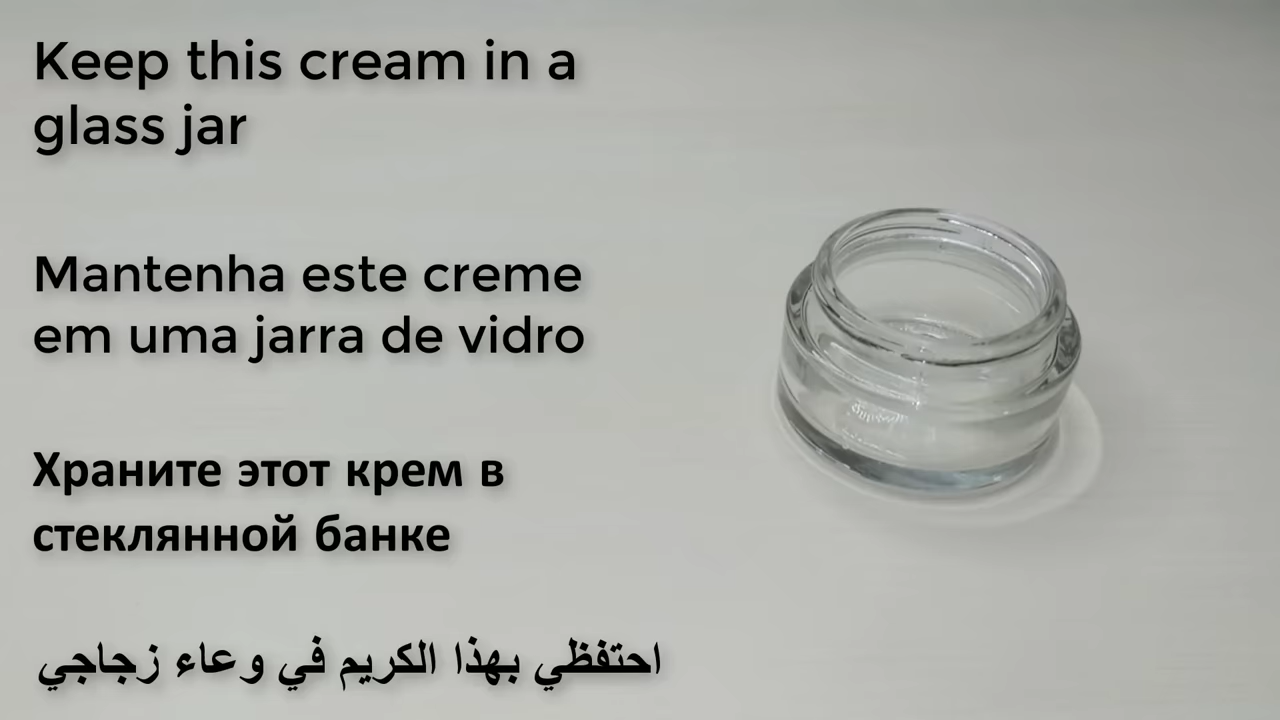 Keep this cream in a
glass jar
Mantenha este creme
em uma jarra de vidro
Храните этот крем в
стеклянной банке
احتفظي بهذا الكريم في وعاء زجاجي